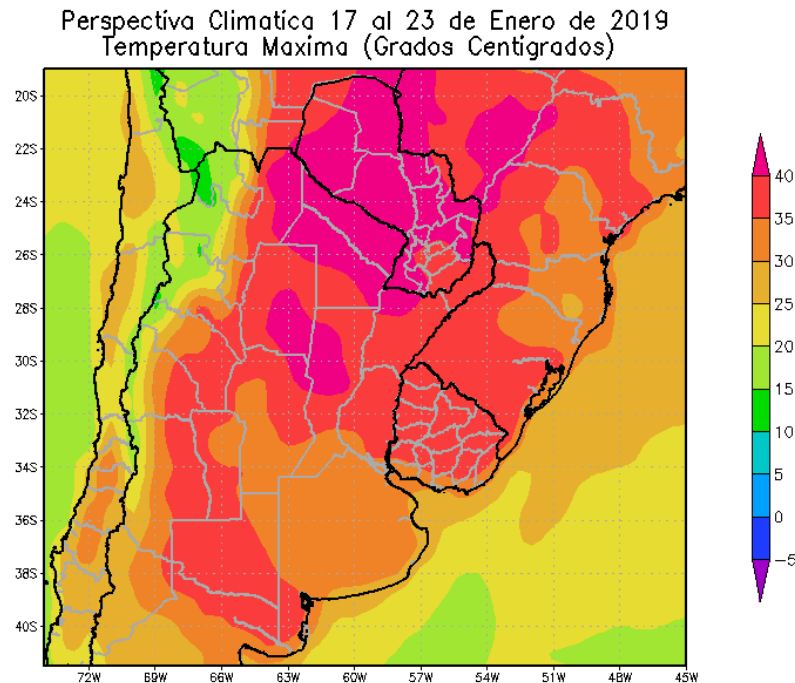 Perspectiva Climatica 17 al 23 de Enero de 2019
Temperatura Maxima (Grados Centigrados)
20S
22S
24S
26S
28S
30S
32S
34S
36S
38S
40S
72W 69W 66W 63W 60W 57W 54W 51W 48W 45W
40
35
30
25
20
15
10
5
0
-5